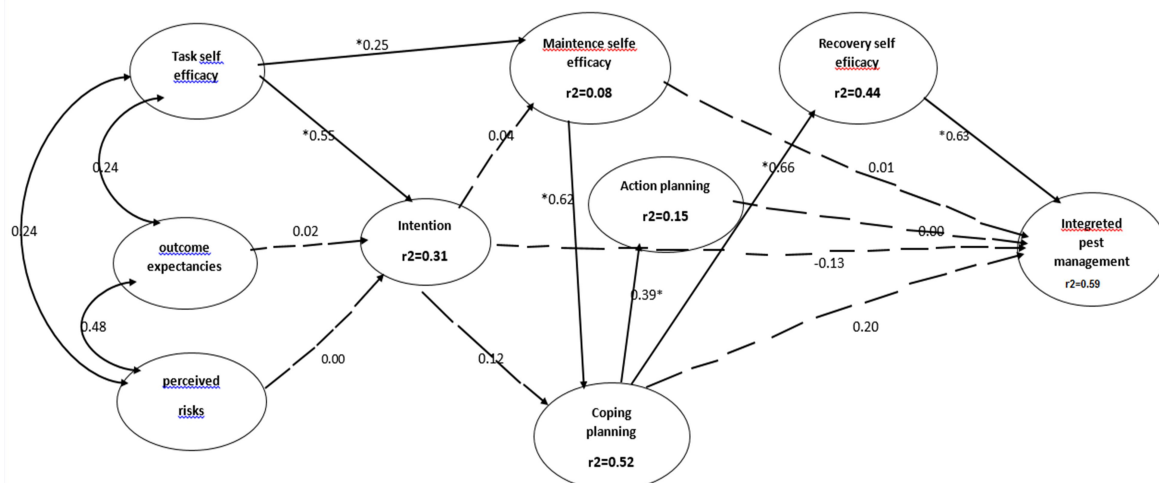 Task self
efficacy
*0.25
Maintence selfe
efficacy
r2=0.08
Recovery self
efiicacy
r2=0.44
*0.55
0.04
*0.63
0.24
*0.66
0.01
*0.62
Action planning
r2=0.15
0.24
outcome
expectancies
0.02
Intention
r2=0.31
0.00
-0.13
Integreted
pest
management
r2=0.59
0.39*
0.48
0.20
0.00
0.12
perceived
risks
Coping
planning
r2=0.52